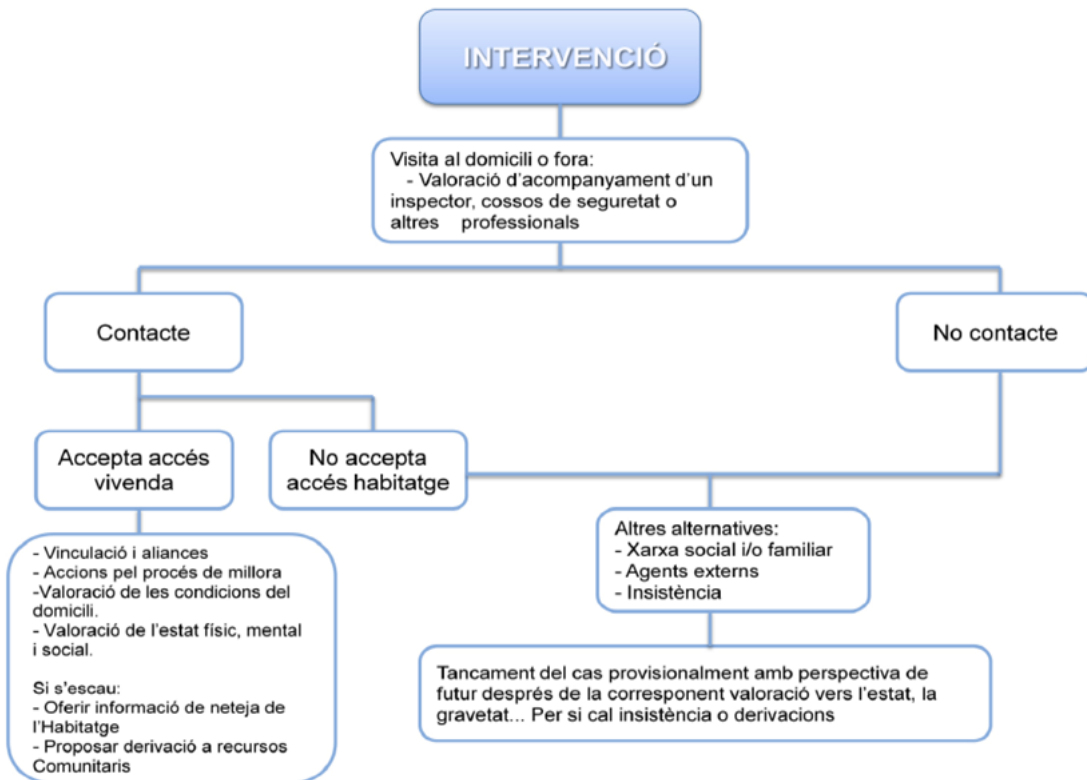 INTERVENCIÓ
Visita al domicili o fora:
- Valoració d'acompanyament d'un
inspector, cossos de seguretat o
altres professionals
Contacte
No contacte
Accepta accés
vivenda
No accepta
accés habitatge
- Vinculació i aliances
- Accions pel procés de millora
-Valoració de les condicions del
domicili.
- Valoració de l'estat físic, mental
i social.
Si s'escau:
- Oferir informació de neteja de
l'Habitatge
- Proposar derivació a recursos
Comunitaris
Altres alternatives:
- Xarxa social i/o familiar
- Agents externs
- Insistència
Tancament del cas provisionalment amb perspectiva de
futur després de la corresponent valoració vers l'estat, la
gravetat... Per si cal insistència o derivacions